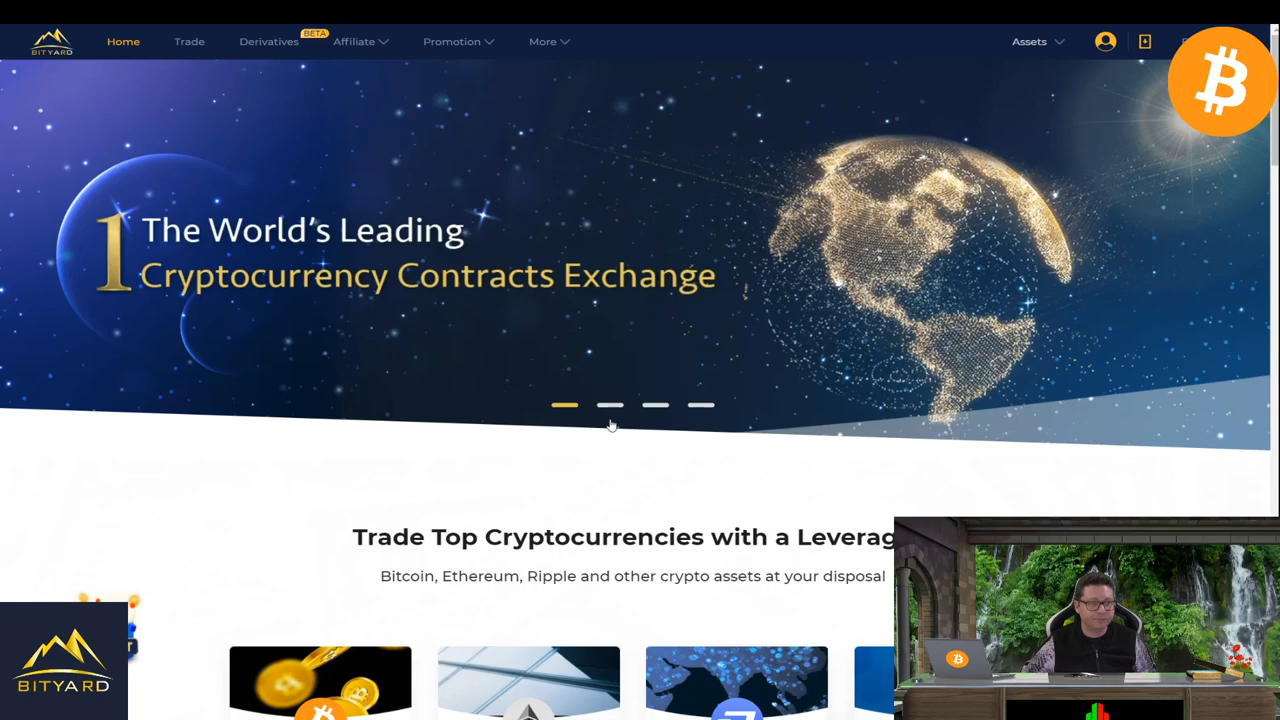 BITYARD
Home
Trade
Derivatives
BETA
Affiliate
Promotion
More
Assets
1 The World's Leading
Cryptocurrency Contracts Exchange
Trade Top Cryptocurrencies with a Leverag
Bitcoin, Ethereum, Ripple and other crypto assets at your disposal
BITYARD